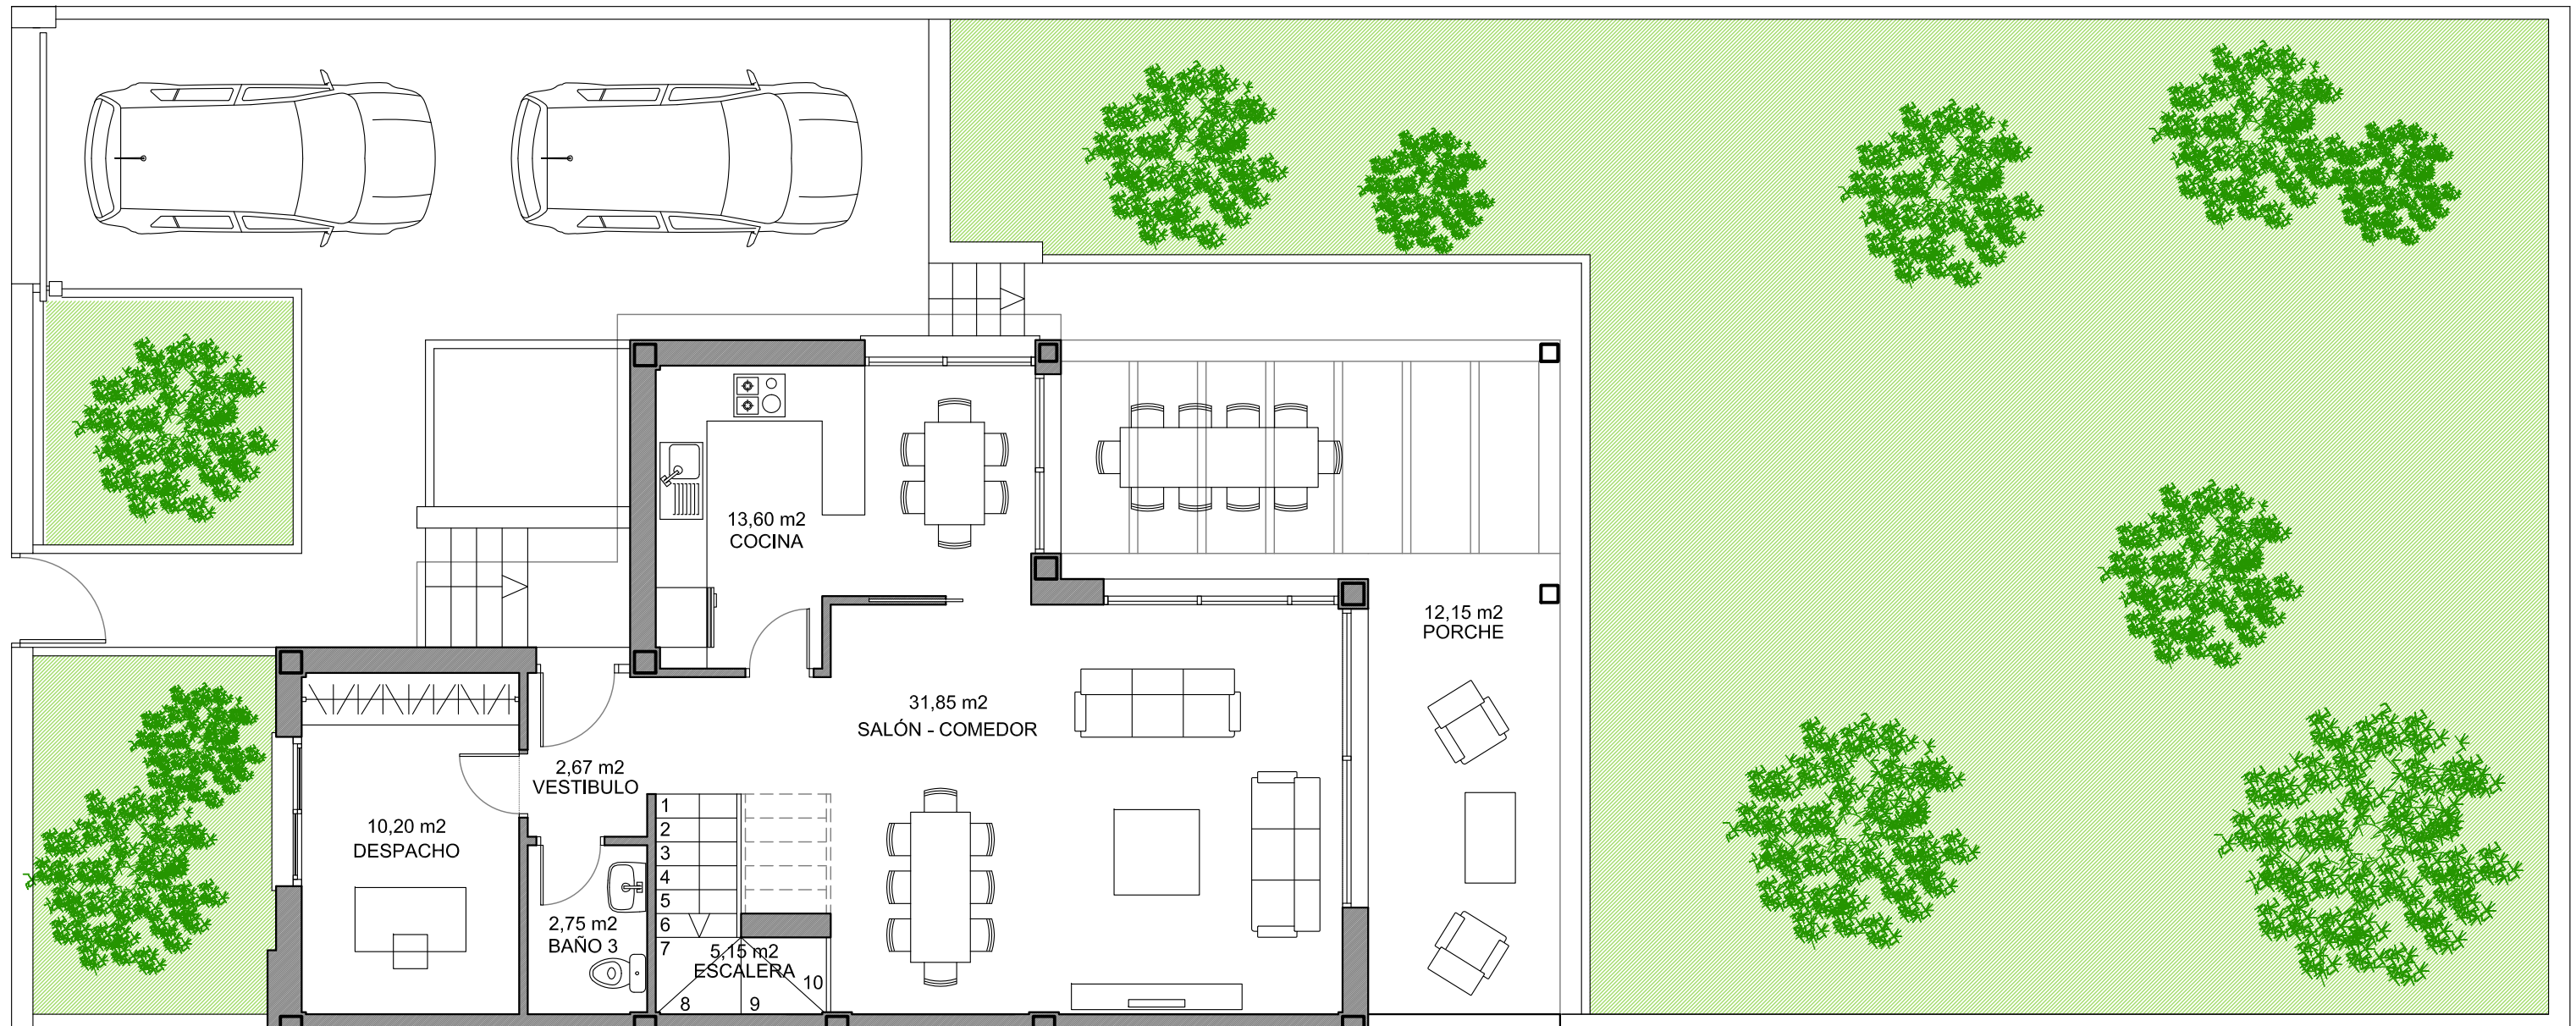 13,60 m2
COCINA
12,15 m2
PORCHE
31,85 m2
SALÓN - COMEDOR
2,67 m2
VESTIBULO
10,20 m2
DESPACHO
1
2
3
4
5
6
7
2,75 m2
BAÑO 3
5,15 m2
ESCALERA
8
9
10